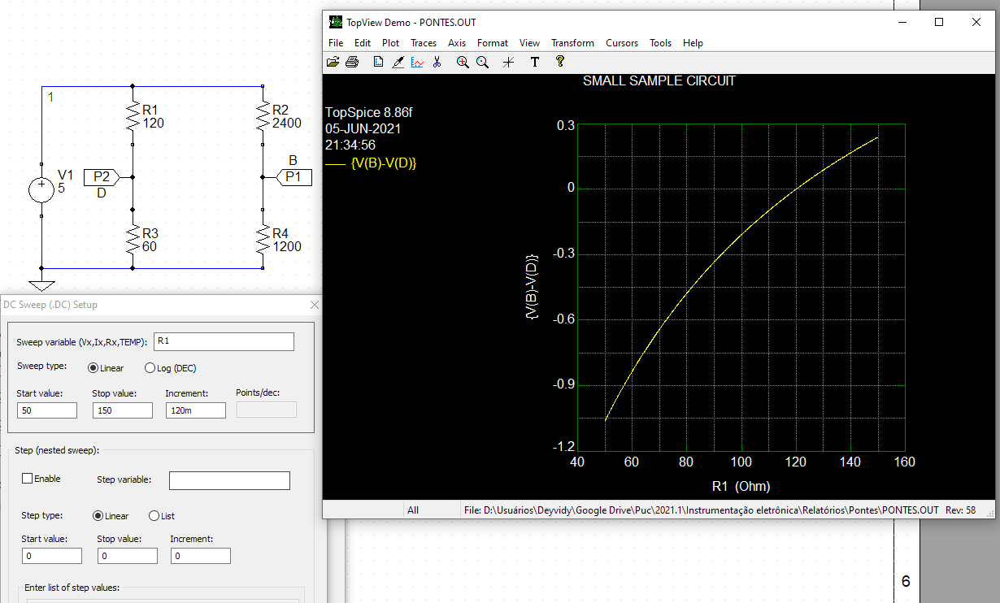 1
R1
120
R2
2400
V1
5
P2
D
B
P1
R3
60
R4
1200
TopView Demo - PONTES.OUT
File Edit Plot Traces Axis Format View Transform Cursors Tools Help
T ?
SMALL SAMPLE CIRCUIT
TopSpice 8.86f
05-JUN-2021
21:34:56
{V(B)-V(D)}
{V(B)-V(D)}
0.3
0
-0.3
-0.6
-0.9
-1.2
40 60 80 100 120 140 160
R1 (Ohm)
All File: D:\Usuários\Deyvidy\Google Drive\Puc\2021.1\Instrumentação eletrônica\Relatórios\Pontes\PONTES.OUT Rev: 58
DC Sweep (.DC) Setup
Sweep variable (Vx,Ix,Rx,TEMP): R1
Sweep type: Linear Log (DEC)
Start value: Stop value: Increment: Points/dec:
50 150 120m
Step (nested sweep):
Enable Step variable:
Step type: Linear List
Start value: Stop value: Increment:
0 0 0
Enter list of step values:
6